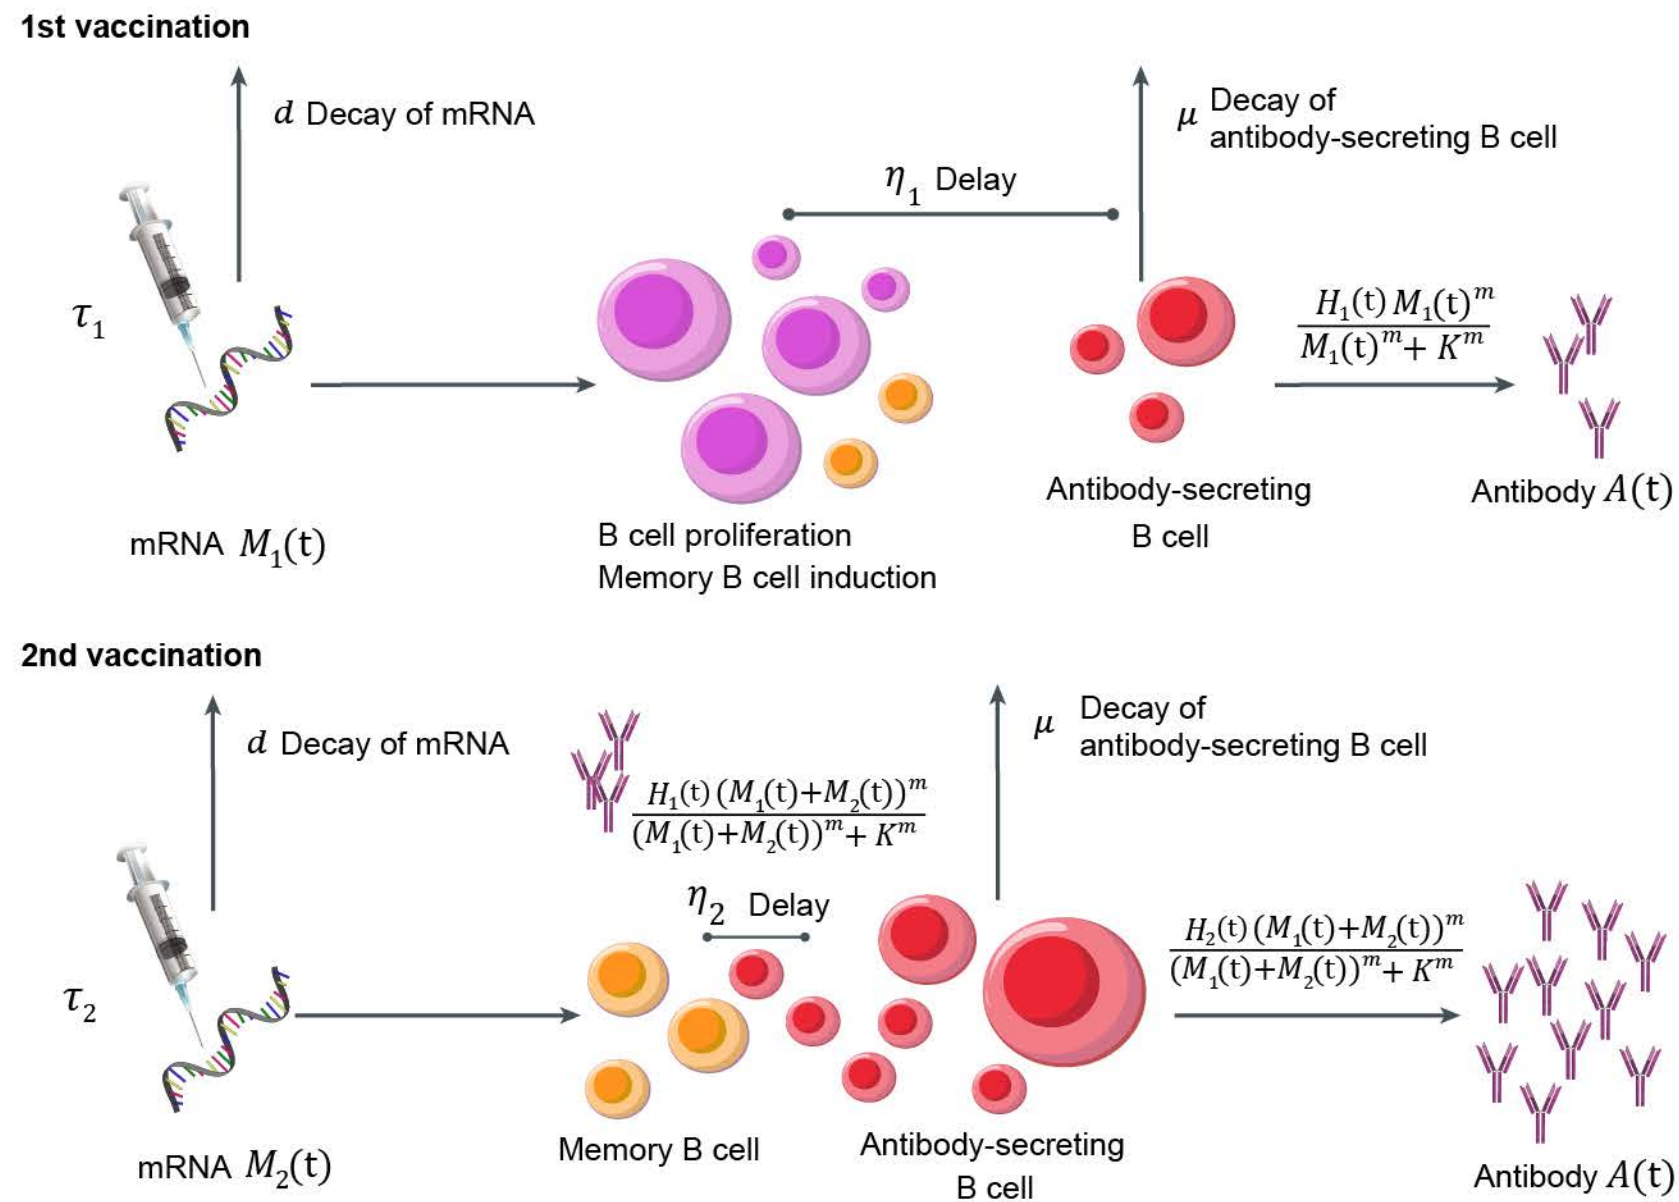 1st vaccination
d Decay of mRNA
μ Decay of
antibody-secreting B cell
η₁ Delay
τ₁
H₁(t) M₁(t)ᵐ
M₁(t)ᵐ+ Kᵐ
mRNA M₁(t)
B cell proliferation
Memory B cell induction
Antibody-secreting
B cell
Antibody A(t)
2nd vaccination
d Decay of mRNA
μ Decay of
antibody-secreting B cell
H₁(t) (M₁(t)+M₂(t))ᵐ
(M₁(t)+M₂(t))ᵐ+ Kᵐ
η₂ Delay
τ₂
H₂(t) (M₁(t)+M₂(t))ᵐ
(M₁(t)+M₂(t))ᵐ+ Kᵐ
mRNA M₂(t)
Memory B cell
Antibody-secreting
B cell
Antibody A(t)